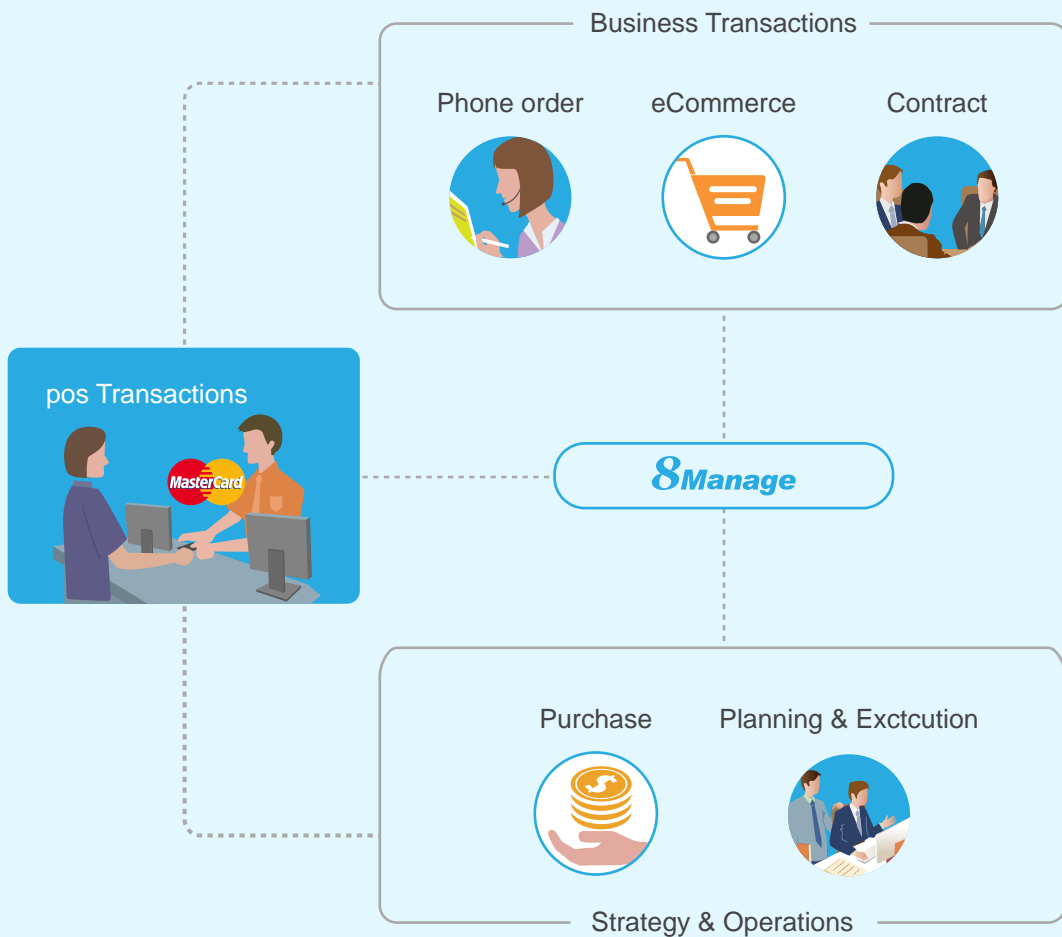 Business Transactions
Phone order
eCommerce
Contract
pos Transactions
MasterCard
8Manage
Purchase
Planning & Exctcution
$
Strategy & Operations